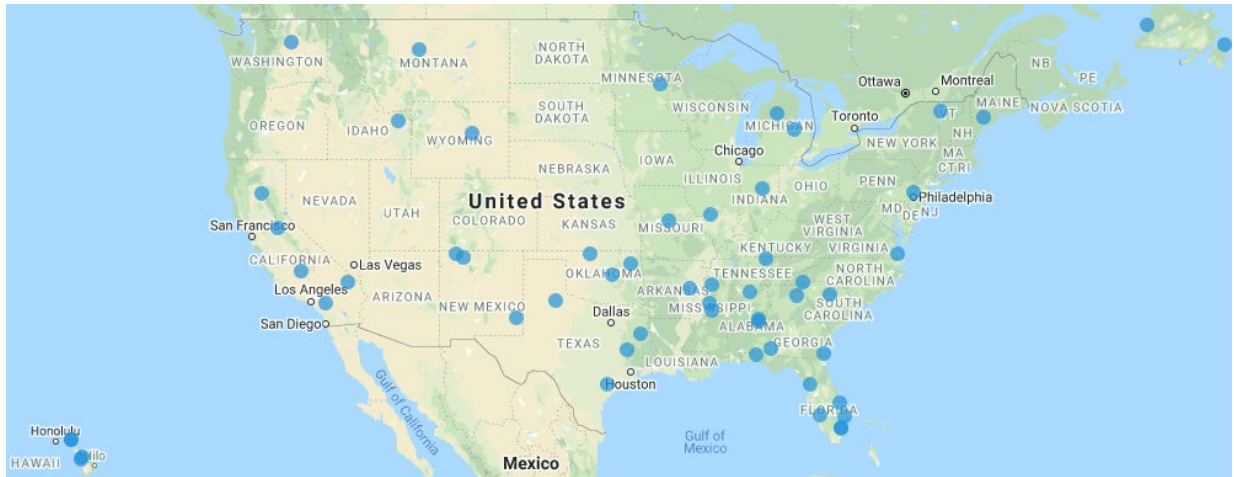 WASHINGTON
MONTANA
NORTH
DAKOTA
MINNESOTA
Ottawa
Montreal
NB
PE
MAINE
NOVA SCOTIA
OREGON
IDAHO
WYOMING
SOUTH
DAKOTA
WISCONSIN
MICHIGAN
Toronto
VT
NH
NEW YORK
MA
CT RI
Chicago
IOWA
NEBRASKA
ILLINOIS
INDIANA
OHIO
PENN
Philadelphia
MD
DE NJ
NEVADA
UTAH
COLORADO
United States
KANSAS
MISSOURI
WEST
VIRGINIA
KENTUCKY
VIRGINIA
San Francisco
CALIFORNIA
Las Vegas
OKLAHOMA
ARKANSAS
TENNESSEE
NORTH
CAROLINA
Los Angeles
ARIZONA
NEW MEXICO
MISSISSIPPI
SOUTH
CAROLINA
San Diego
Dallas
ALABAMA
TEXAS
LOUISIANA
GEORGIA
Houston
Gulf of California
FLORIDA
Gulf of
Mexico
Honolulu
HAWAII
Hilo
Mexico